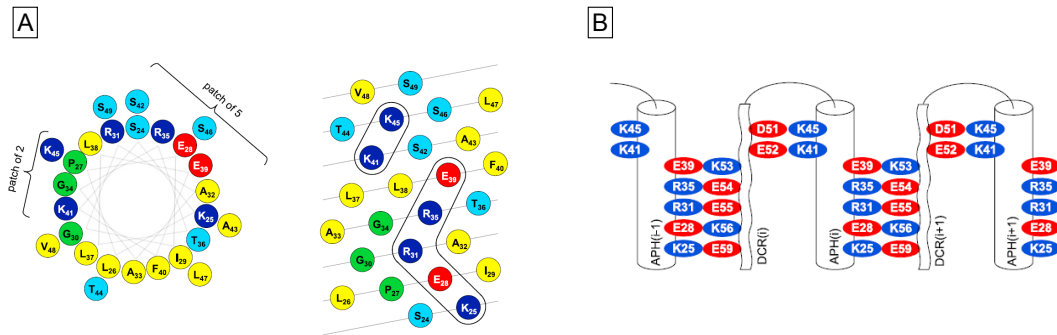 A
patch of 5
patch of 2
S49
S42
R31
S24
R35
S46
L38
E28
K45
P27
E39
G34
A32
K41
K25
G30
A43
T36
V48
L37
L26
A33
F40
I29
L47
T44
V48
S49
L47
T44
K45
S46
K41
S42
A43
F40
L37
L38
E39
T36
A33
G34
R35
A32
G30
R31
I29
L26
P27
E28
K25
S24
B
K45
K41
D51 K45
E52 K41
D51 K45
E52 K41
E39 K53
R35 E54
R31 E55
E28 K56
K25 E59
E39 K53
R35 E54
R31 E55
E28 K56
K25 E59
E39
R35
R31
E28
K25
APH(i-1)
DCR(i)
APH(i)
DCR(i+1)
APH(i+1)